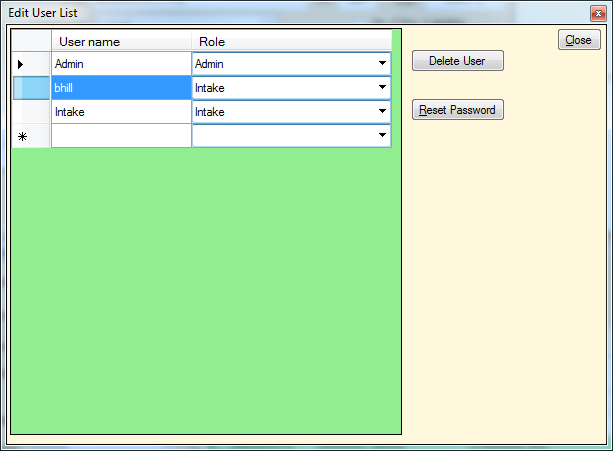 Edit User List
Close
User name Role
Admin Admin
Delete User
bhill Intake
Intake Intake
Reset Password